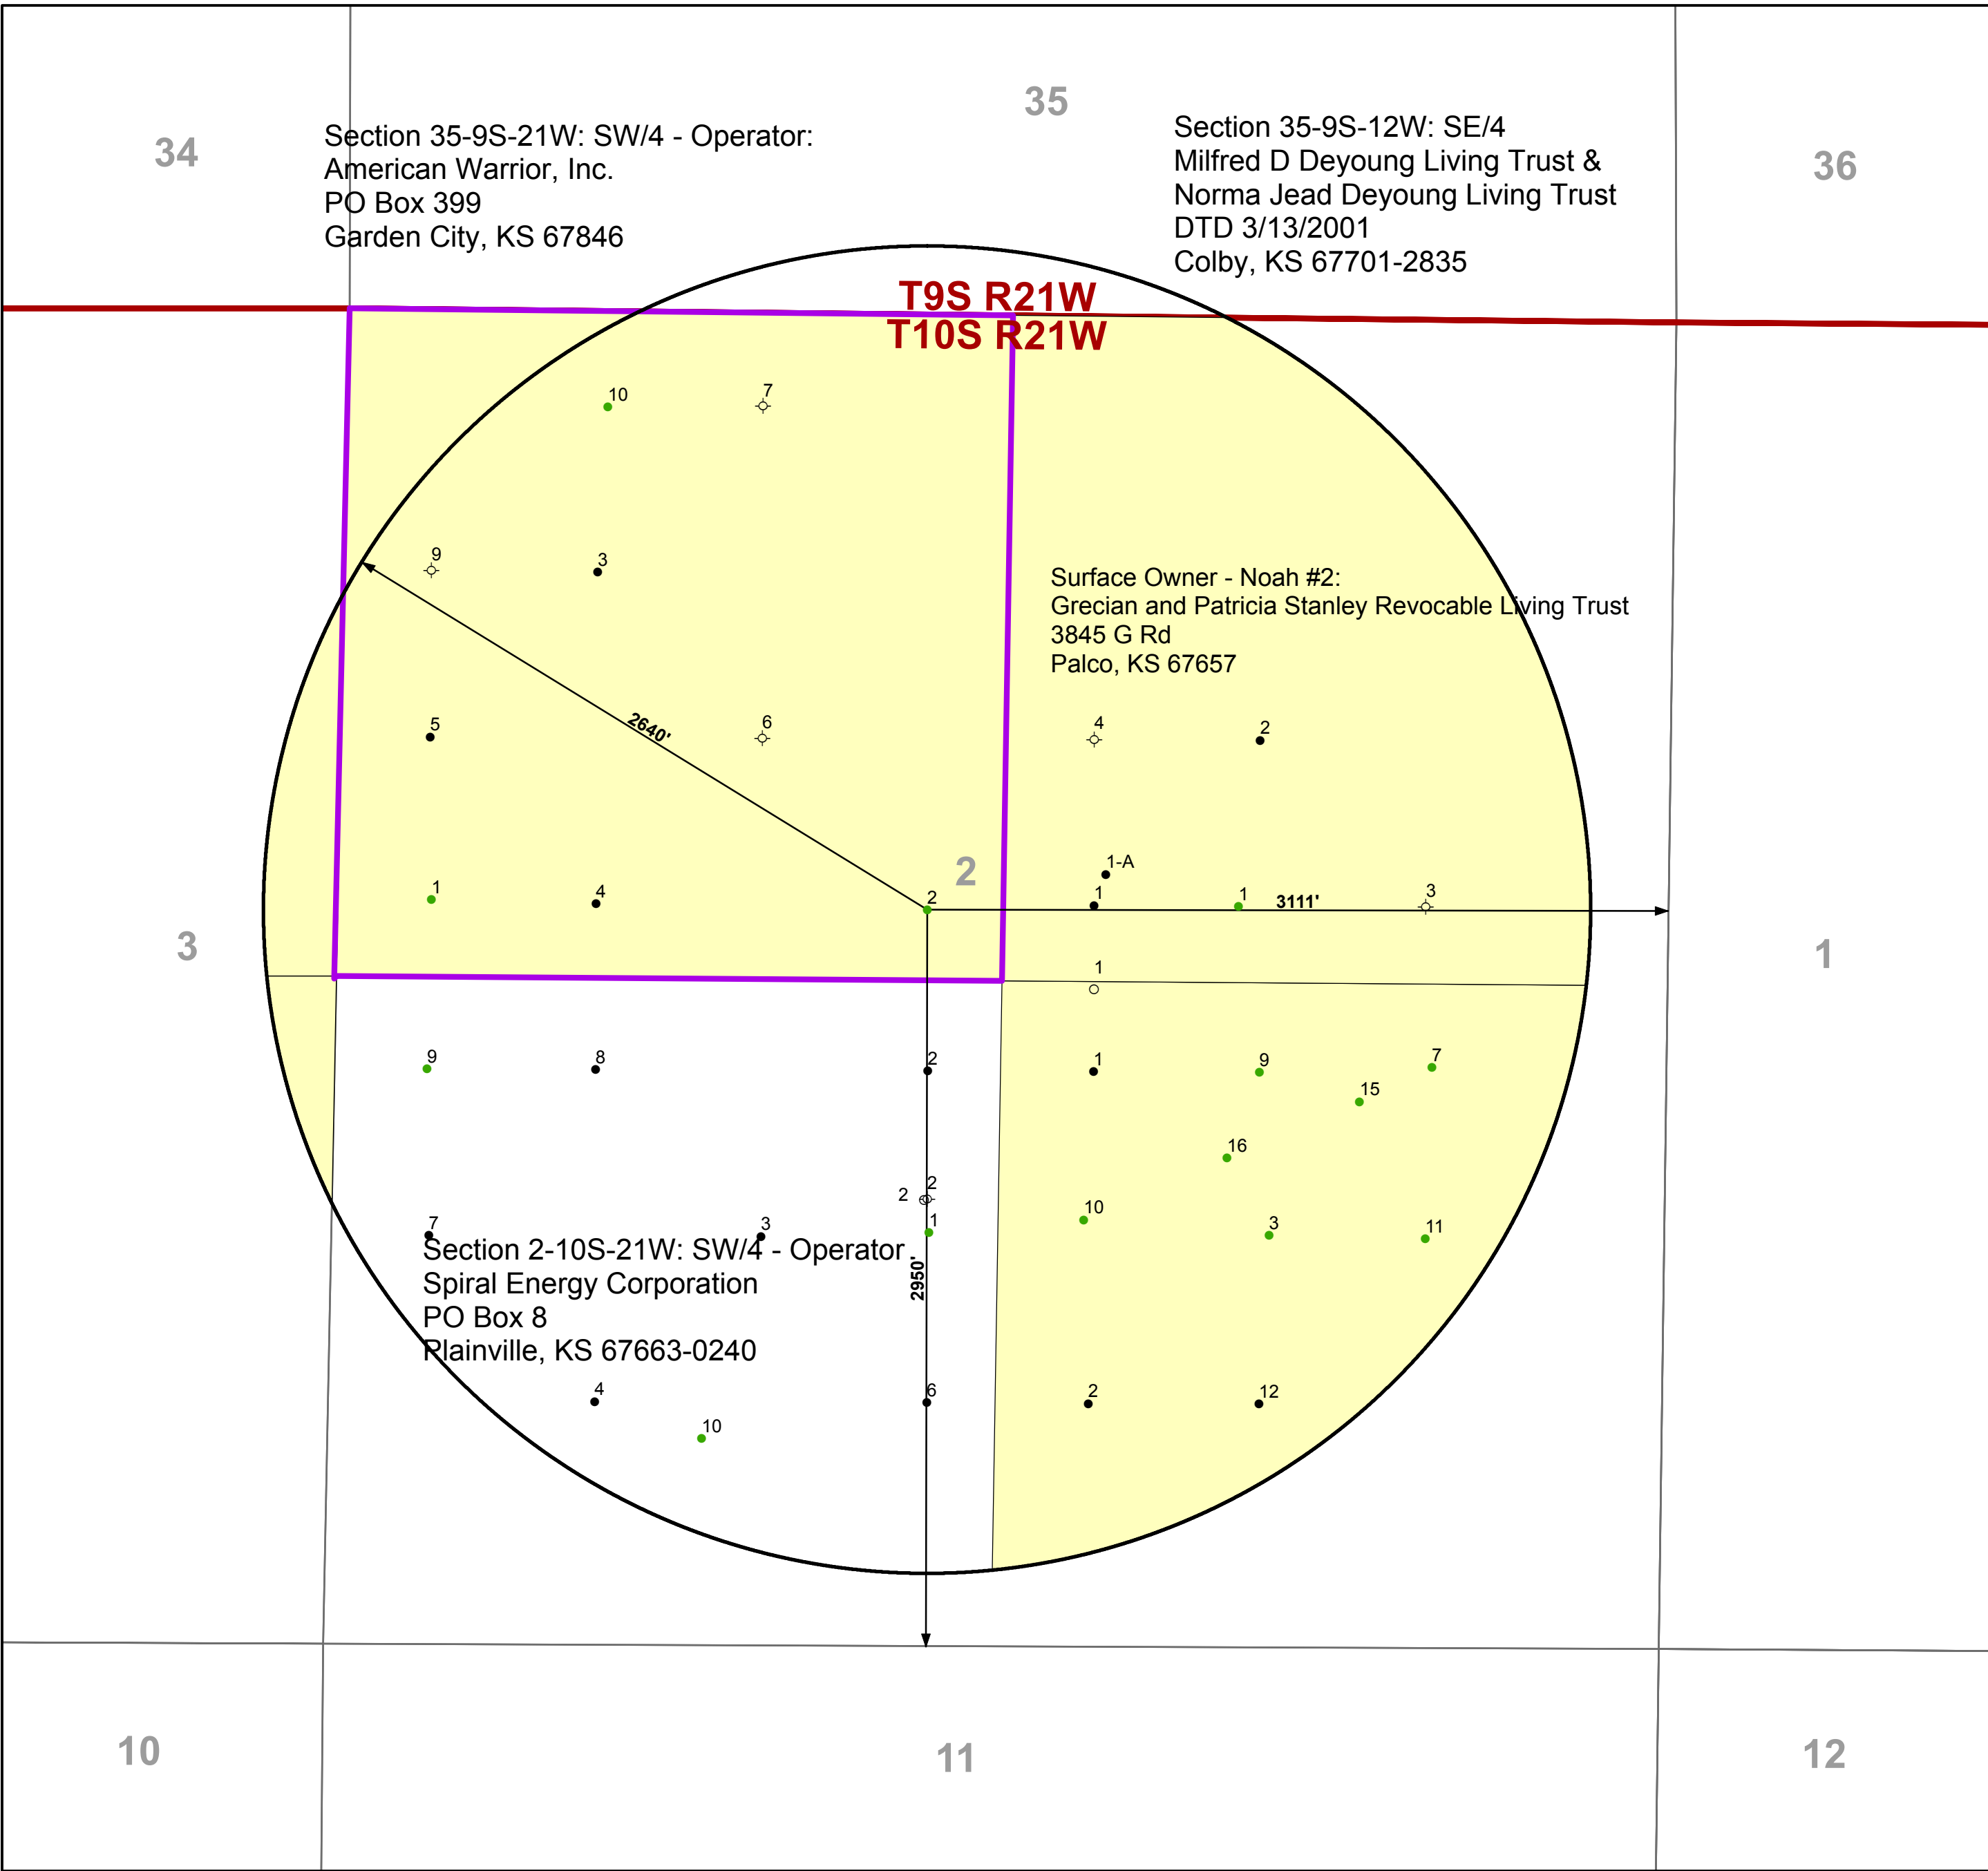 35
34
36
Section 35-9S-21W: SW/4 - Operator:
American Warrior, Inc.
PO Box 399
Garden City, KS 67846
Section 35-9S-12W: SE/4
Milfred D Deyoung Living Trust &
Norma Jead Deyoung Living Trust
DTD 3/13/2001
Colby, KS 67701-2835
T9S R21W
T10S R21W
10
7
9
3
Surface Owner - Noah #2:
Grecian and Patricia Stanley Revocable Living Trust
3845 G Rd
Palco, KS 67657
5
2640'
6
4
2
2
1-A
1
4
2
1
1
3111'
3
3
1
1
9
8
2
1
9
7
15
16
2
2
10
7
3
1
3
11
Section 2-10S-21W: SW/4 - Operator
Spiral Energy Corporation
PO Box 8
Plainville, KS 67663-0240
2950'
4
6
2
12
10
10
11
12